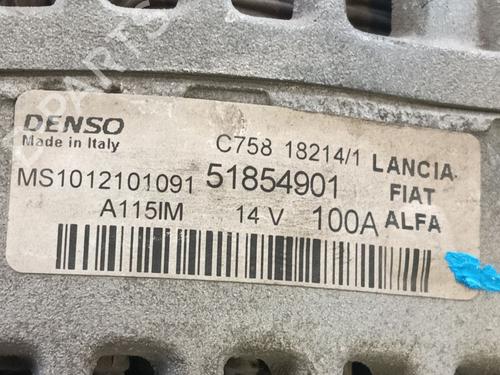 DENSO
Made in Italy
C758 18214/1
LANCIA
FIAT
ALFA
MS1012101091
51854901
A115IM
14 V
100A